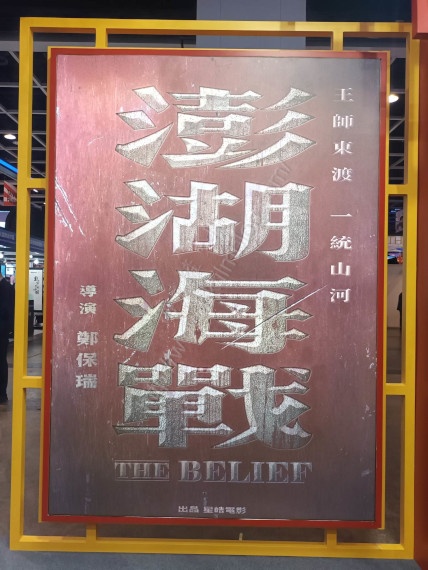 王師東渡 一統山河
澎湖海戰
導演 鄭保瑞
THE BELIEF
出品 星皓電影